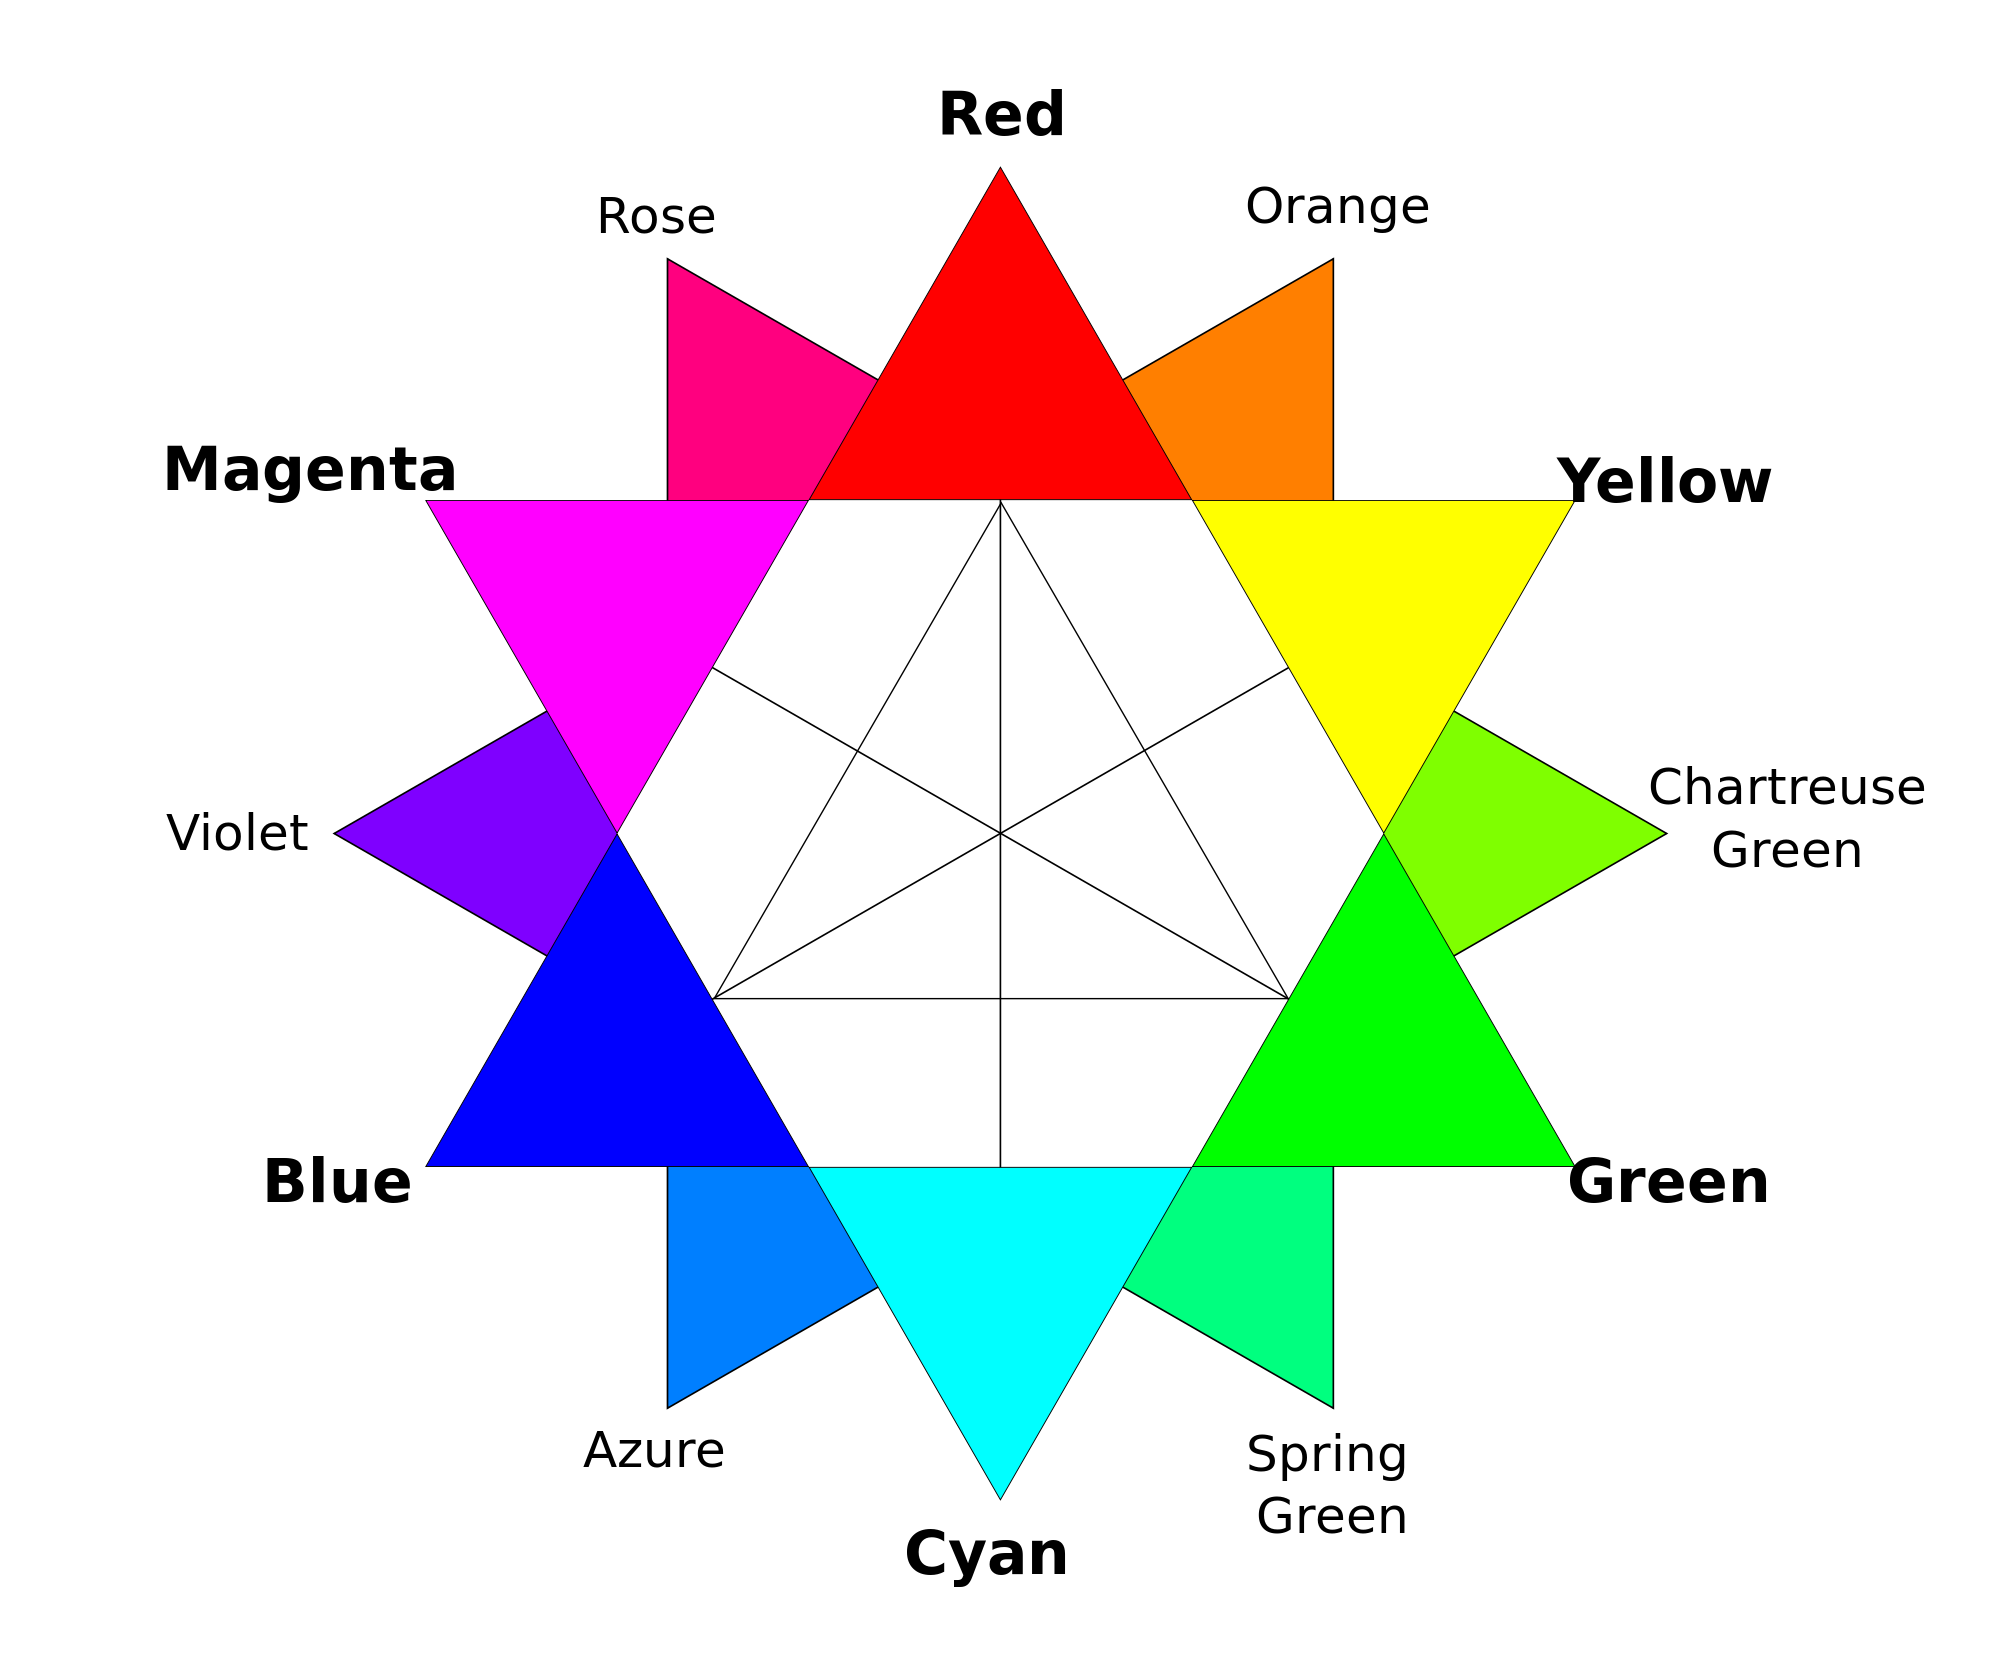 Red
Rose
Orange
Magenta
Yellow
Violet
Chartreuse
Green
Blue
Green
Azure
Spring
Green
Cyan